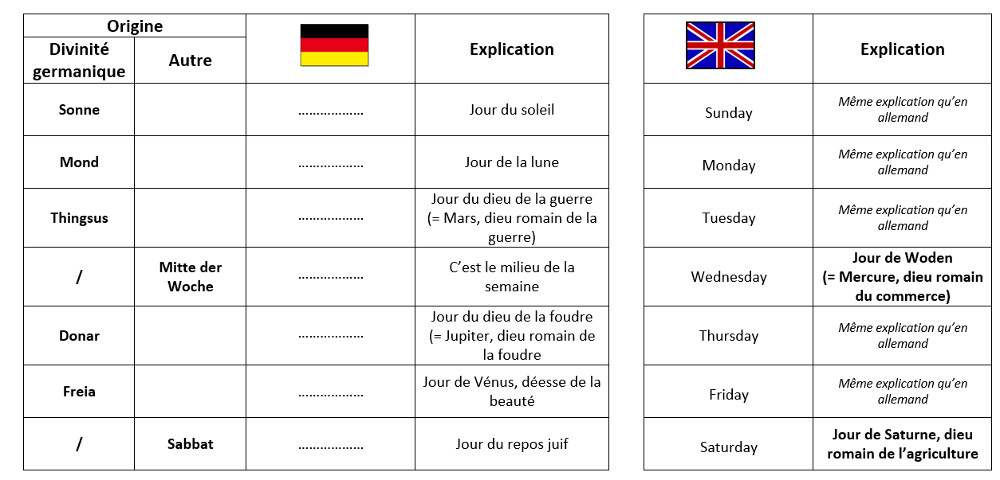 Origine
Divinité
germanique
Autre
Explication
Explication
Sonne
………………
Jour du soleil
Sunday
Même explication qu’en
allemand
Mond
………………
Jour de la lune
Monday
Même explication qu’en
allemand
Thingsus
………………
Jour du dieu de la guerre
(= Mars, dieu romain de la
guerre)
Tuesday
Même explication qu’en
allemand
/
Mitte der
Woche
………………
C’est le milieu de la
semaine
Wednesday
Jour de Woden
(= Mercure, dieu romain
du commerce)
Donar
………………
Jour du dieu de la foudre
(= Jupiter, dieu romain de
la foudre
Thursday
Même explication qu’en
allemand
Freia
………………
Jour de Vénus, déesse de la
beauté
Friday
Même explication qu’en
allemand
/
Sabbat
………………
Jour du repos juif
Saturday
Jour de Saturne, dieu
romain de l’agriculture